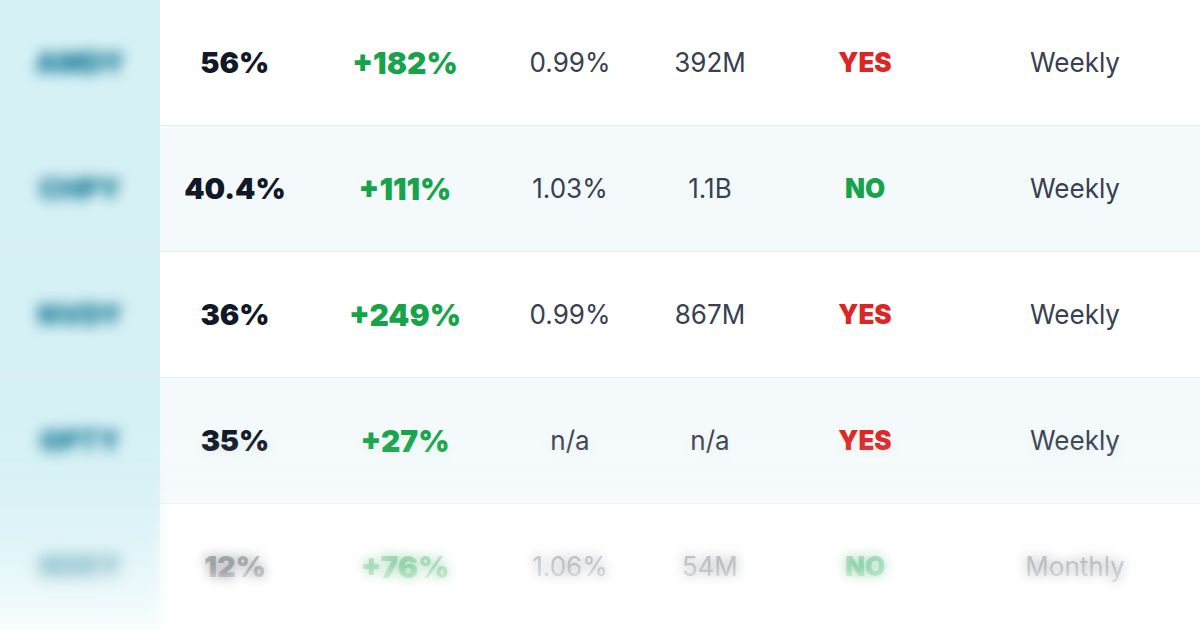 56% +182% 0.99% 392M YES Weekly
40.4% +111% 1.03% 1.1B NO Weekly
36% +249% 0.99% 867M YES Weekly
35% +27% n/a n/a YES Weekly
12% +76% 1.06% 54M NO Monthly